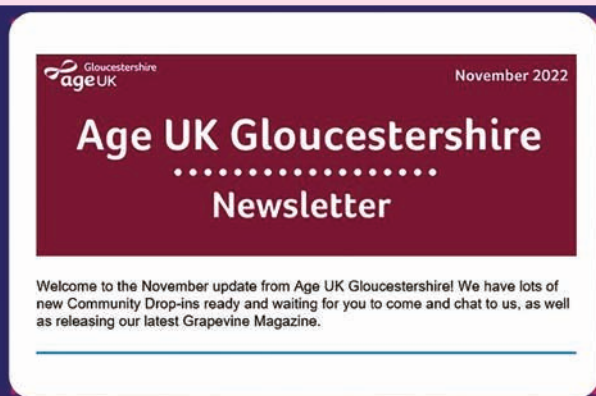 Gloucestershire
ageUK
November 2022
Age UK Gloucestershire
Newsletter
Welcome to the November update from Age UK Gloucestershire! We have lots of
new Community Drop-ins ready and waiting for you to come and chat to us, as well
as releasing our latest Grapevine Magazine.